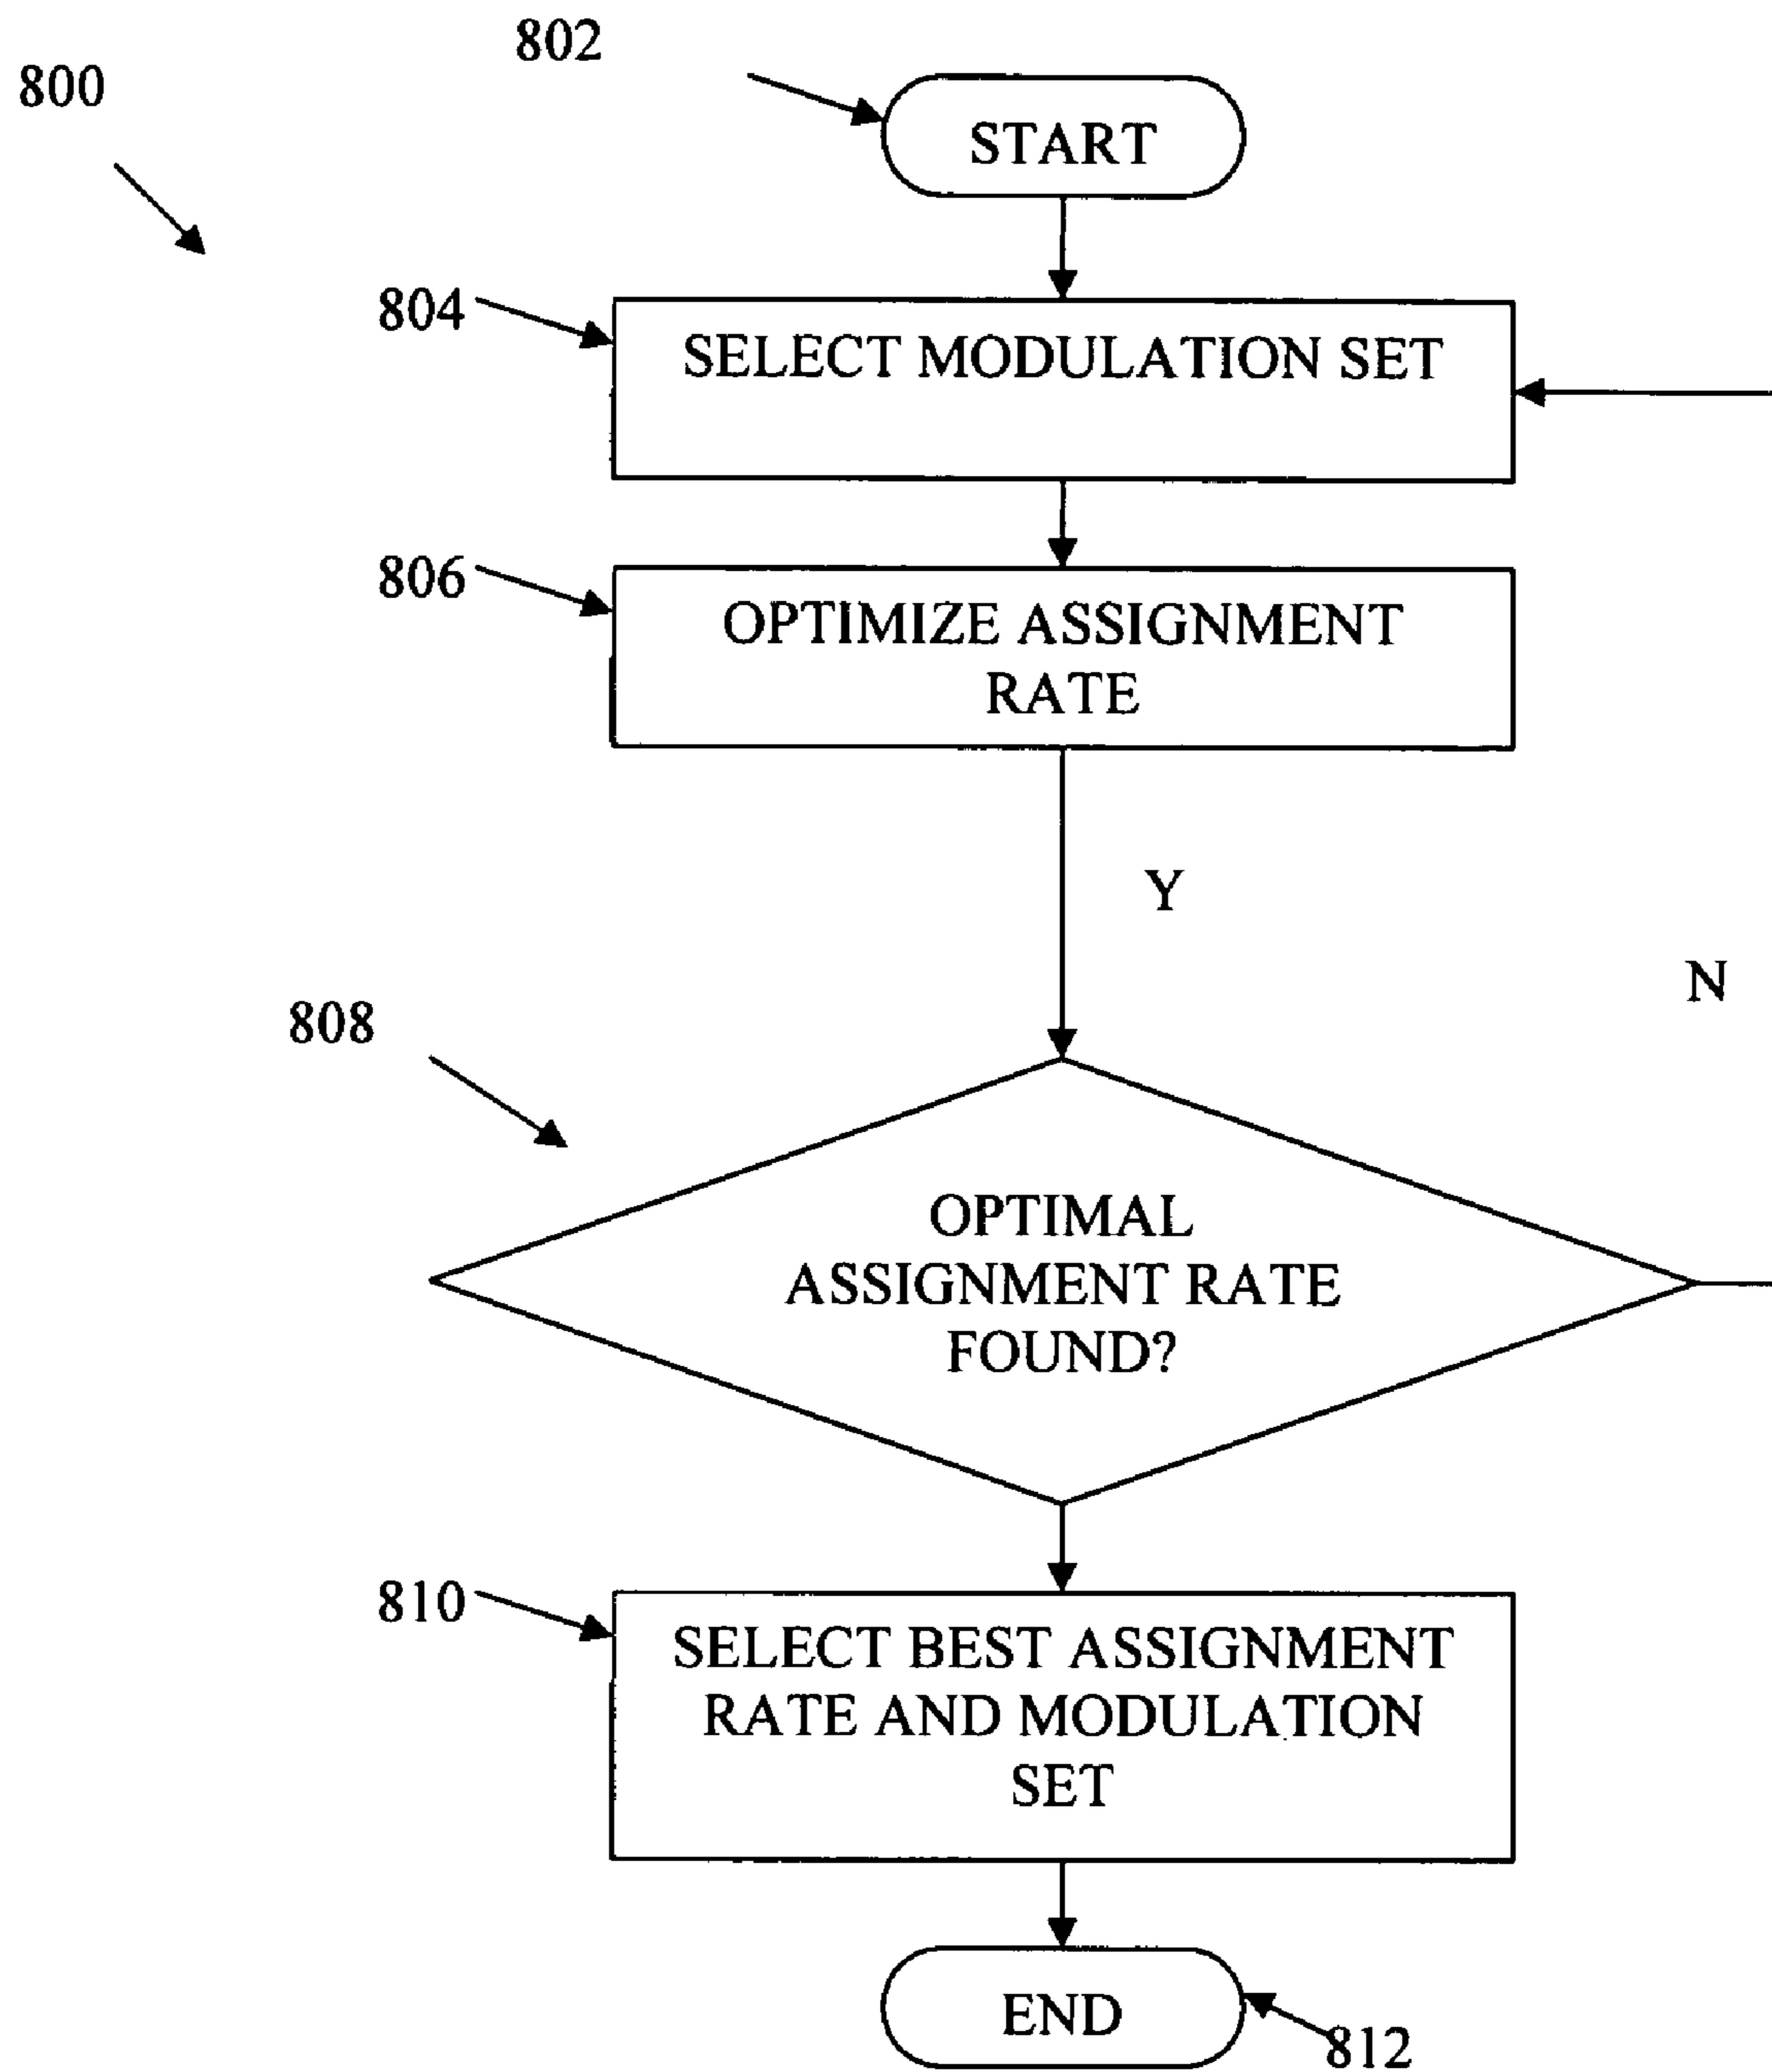 802
800
START
804
SELECT MODULATION SET
806
OPTIMIZE ASSIGNMENT
RATE
Y
N
808
OPTIMAL
ASSIGNMENT RATE
FOUND?
810
SELECT BEST ASSIGNMENT
RATE AND MODULATION
SET
END
812